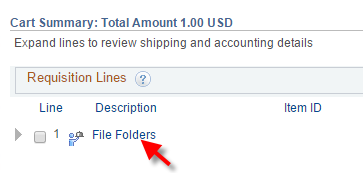 Cart Summary: Total Amount 1.00 USD
Expand lines to review shipping and accounting details
Requisition Lines ?
Line Description Item ID
1 File Folders